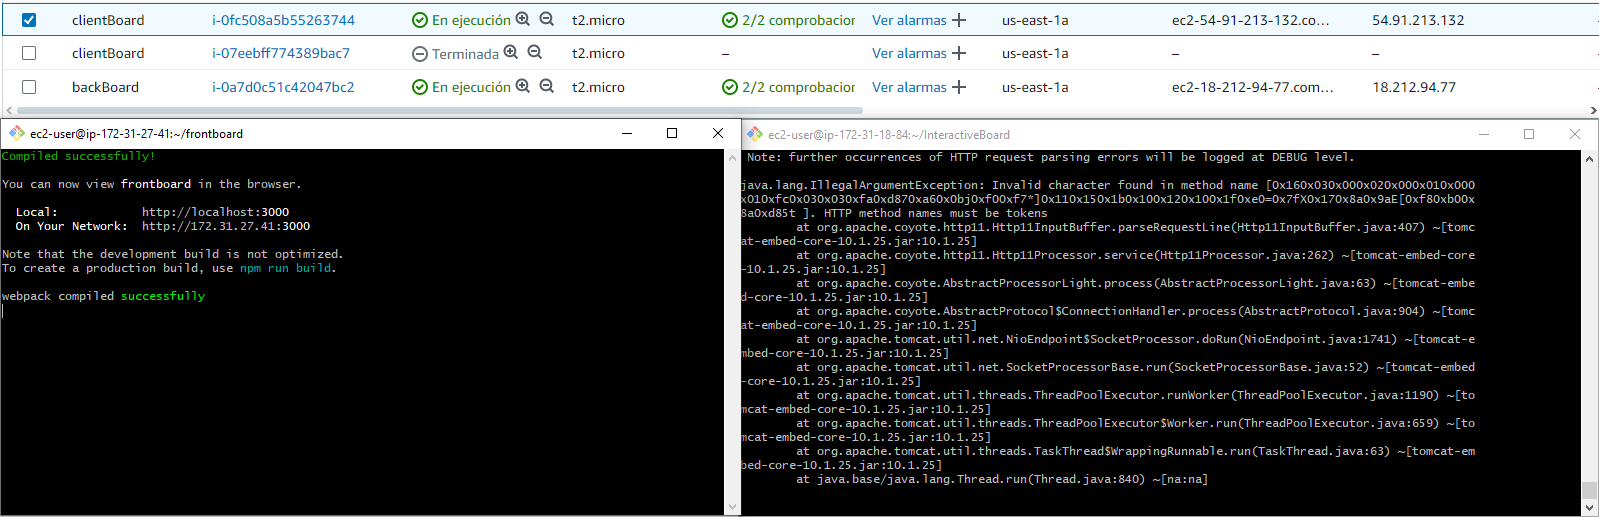 clientBoard i-0fc508a5b55263744 En ejecución t2.micro 2/2 comprobacior Ver alarmas + us-east-1a ec2-54-91-213-132.co... 54.91.213.132
clientBoard i-07eebff774389bac7 Terminada t2.micro – Ver alarmas + us-east-1a – –
backBoard i-0a7d0c51c42047bc2 En ejecución t2.micro 2/2 comprobacior Ver alarmas + us-east-1a ec2-18-212-94-77.com... 18.212.94.77
ec2-user@ip-172-31-27-41:~/frontboard
Compiled successfully!
You can now view frontboard in the browser.
Local: http://localhost:3000
On Your Network: http://172.31.27.41:3000
Note that the development build is not optimized.
To create a production build, use npm run build.
webpack compiled successfully
ec2-user@ip-172-31-18-84:~/InteractiveBoard
Note: further occurrences of HTTP request parsing errors will be logged at DEBUG level.
java.lang.IllegalArgumentException: Invalid character found in method name [0x160x030x000x020x000x010x000
x010xfc0x030x030xfa0xd870xa60x0bj0xf00xf7*]0x110x150x1b0x100x120x100x1f0xe0=0x7fX0x170x8a0x9aE[0xf80xb00x
8a0xd85t ]. HTTP method names must be tokens
at org.apache.coyote.http11.Http11InputBuffer.parseRequestLine(Http11InputBuffer.java:407) ~[tomc
at-embed-core-10.1.25.jar:10.1.25]
at org.apache.coyote.http11.Http11Processor.service(Http11Processor.java:262) ~[tomcat-embed-core
-10.1.25.jar:10.1.25]
at org.apache.coyote.AbstractProcessorLight.process(AbstractProcessorLight.java:63) ~[tomcat-embe
d-core-10.1.25.jar:10.1.25]
at org.apache.coyote.AbstractProtocol$ConnectionHandler.process(AbstractProtocol.java:904) ~[tomc
at-embed-core-10.1.25.jar:10.1.25]
at org.apache.tomcat.util.net.NioEndpoint$SocketProcessor.doRun(NioEndpoint.java:1741) ~[tomcat-e
mbed-core-10.1.25.jar:10.1.25]
at org.apache.tomcat.util.net.SocketProcessorBase.run(SocketProcessorBase.java:52) ~[tomcat-embed
-core-10.1.25.jar:10.1.25]
at org.apache.tomcat.util.threads.ThreadPoolExecutor.runWorker(ThreadPoolExecutor.java:1190) ~[to
mcat-embed-core-10.1.25.jar:10.1.25]
at org.apache.tomcat.util.threads.ThreadPoolExecutor$Worker.run(ThreadPoolExecutor.java:659) ~[to
mcat-embed-core-10.1.25.jar:10.1.25]
at org.apache.tomcat.util.threads.TaskThread$WrappingRunnable.run(TaskThread.java:63) ~[tomcat-em
bed-core-10.1.25.jar:10.1.25]
at java.base/java.lang.Thread.run(Thread.java:840) ~[na:na]